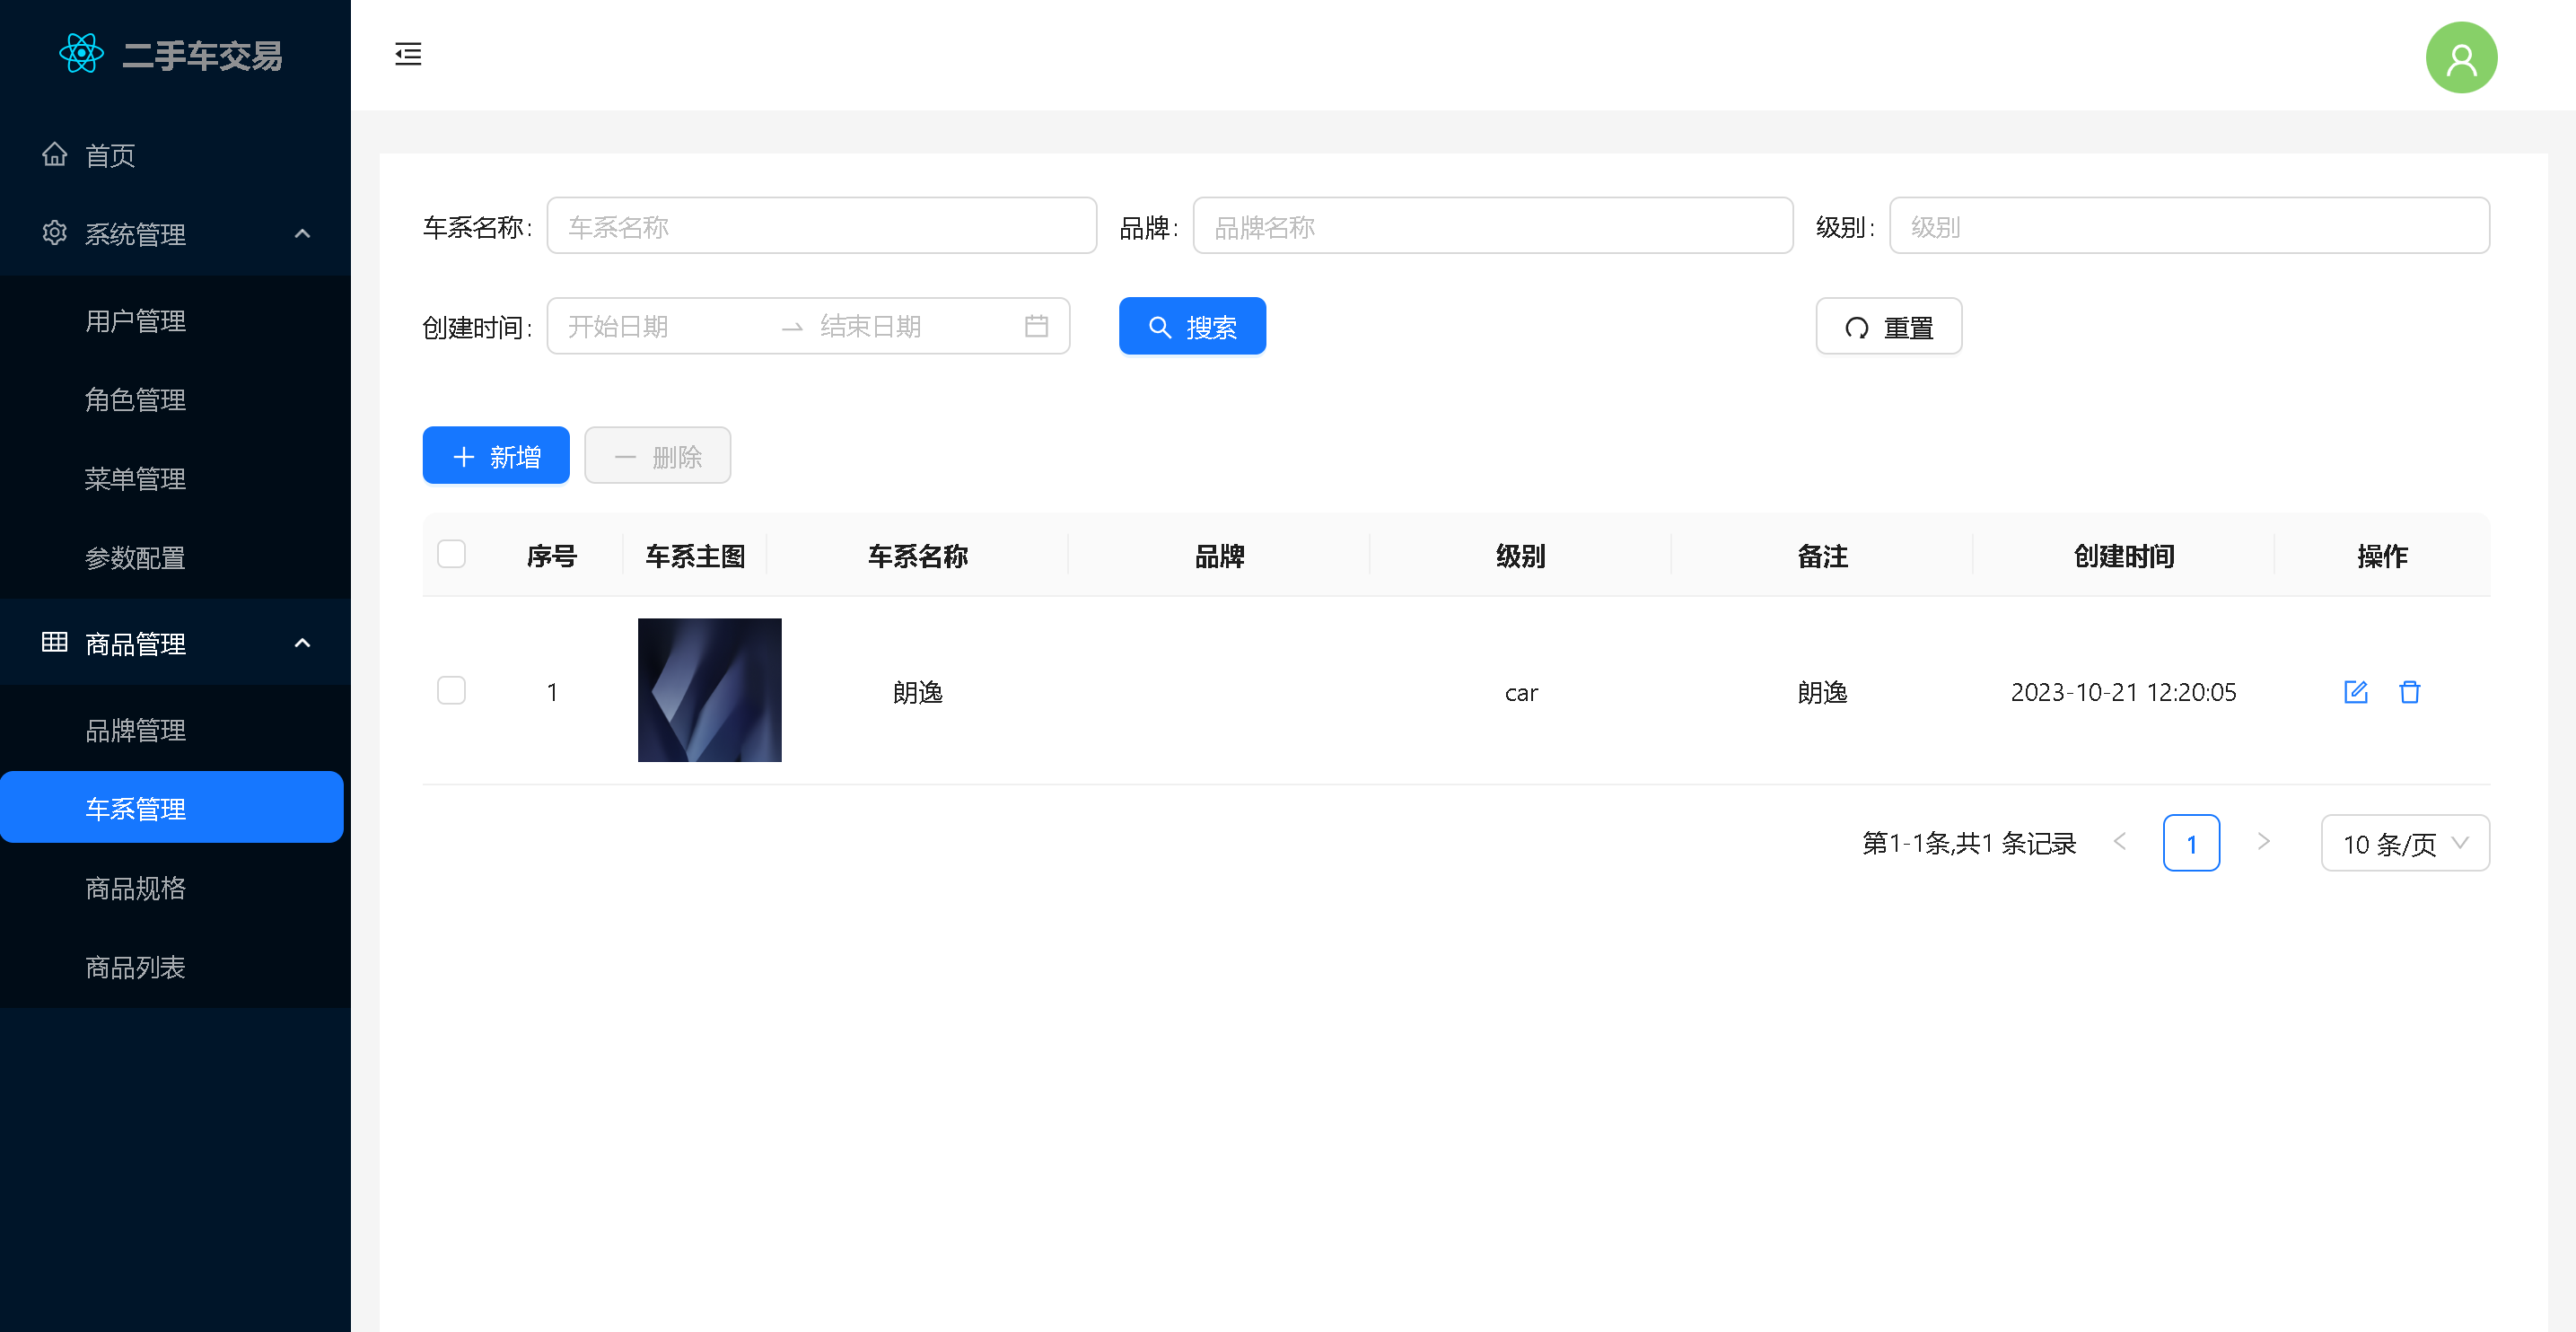 二手车交易
首页
系统管理
用户管理
角色管理
菜单管理
参数配置
商品管理
品牌管理
车系管理
商品规格
商品列表
车系名称: 车系名称 品牌: 品牌名称 级别: 级别
创建时间: 开始日期 结束日期 搜索 重置
新增 删除
序号 车系主图 车系名称 品牌 级别 备注 创建时间 操作
1 朗逸 car 朗逸 2023-10-21 12:20:05
第1-1条,共1 条记录 1 10 条/页